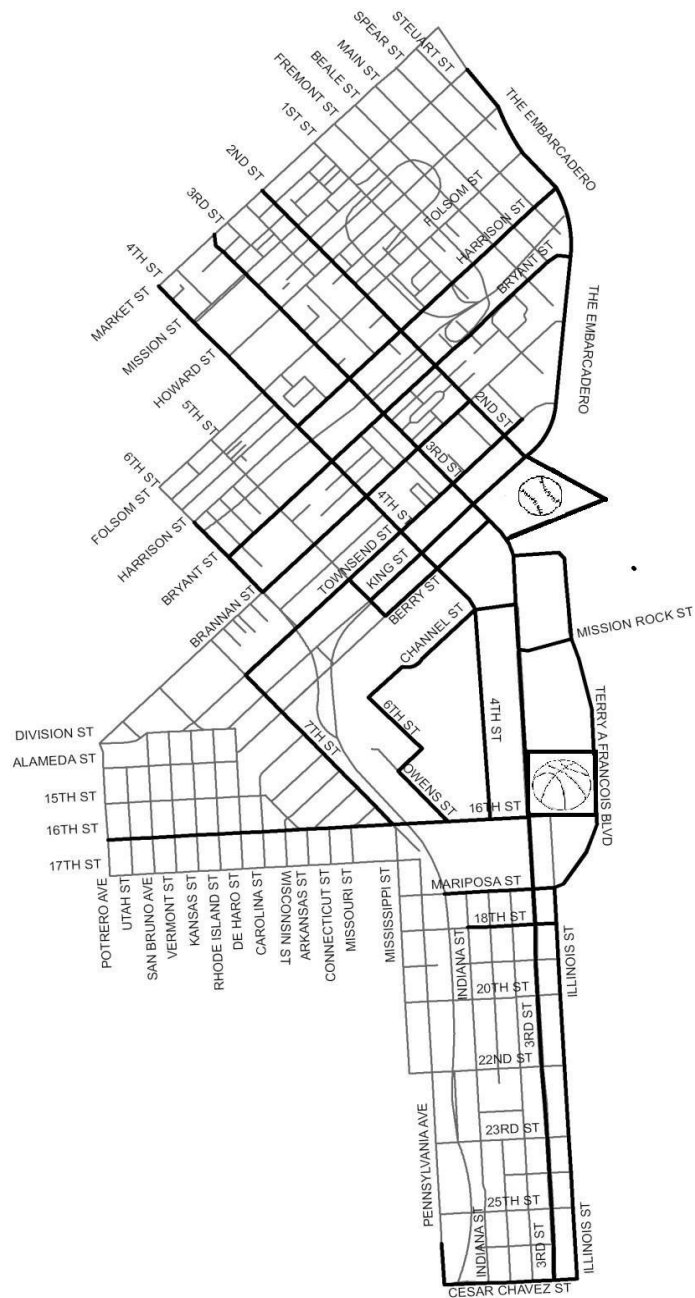 STEUART ST
SPEAR ST
MAIN ST
BEALE ST
FREMONT ST
1ST ST
2ND ST
3RD ST
4TH ST
MARKET ST
MISSION ST
HOWARD ST
THE EMBARCADERO
FOLSOM ST
HARRISON ST
BRYANT ST
THE EMBARCADERO
5TH ST
6TH ST
FOLSOM ST
HARRISON ST
BRYANT ST
BRANNAN ST
2ND ST
3RD ST
4TH ST
TOWNSEND ST
KING ST
BERRY ST
CHANNEL ST
MISSION ROCK ST
6TH ST
4TH ST
TERRY A FRANCOIS BLVD
7TH ST
OWENS ST
16TH ST
DIVISION ST
ALAMEDA ST
15TH ST
16TH ST
17TH ST
POTRERO AVE
UTAH ST
SAN BRUNO AVE
VERMONT ST
KANSAS ST
RHODE ISLAND ST
DE HARO ST
CAROLINA ST
WISCONSIN ST
ARKANSAS ST
CONNECTICUT ST
MISSOURI ST
MISSISSIPPI ST
MARIPOSA ST
18TH ST
INDIANA ST
20TH ST
3RD ST
ILLINOIS ST
22ND ST
PENNSYLVANIA AVE
23RD ST
25TH ST
INDIANA ST
3RD ST
ILLINOIS ST
CESAR CHAVEZ ST